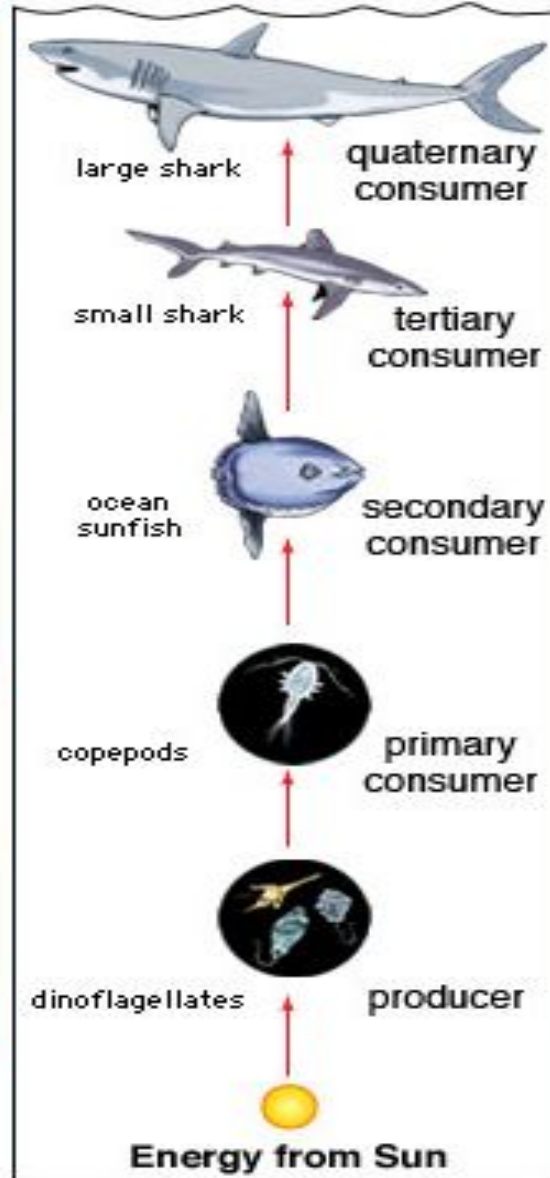 large shark
quaternary
consumer
small shark
tertiary
consumer
ocean
sunfish
secondary
consumer
copepods
primary
consumer
dinoflagellates
producer
Energy from Sun